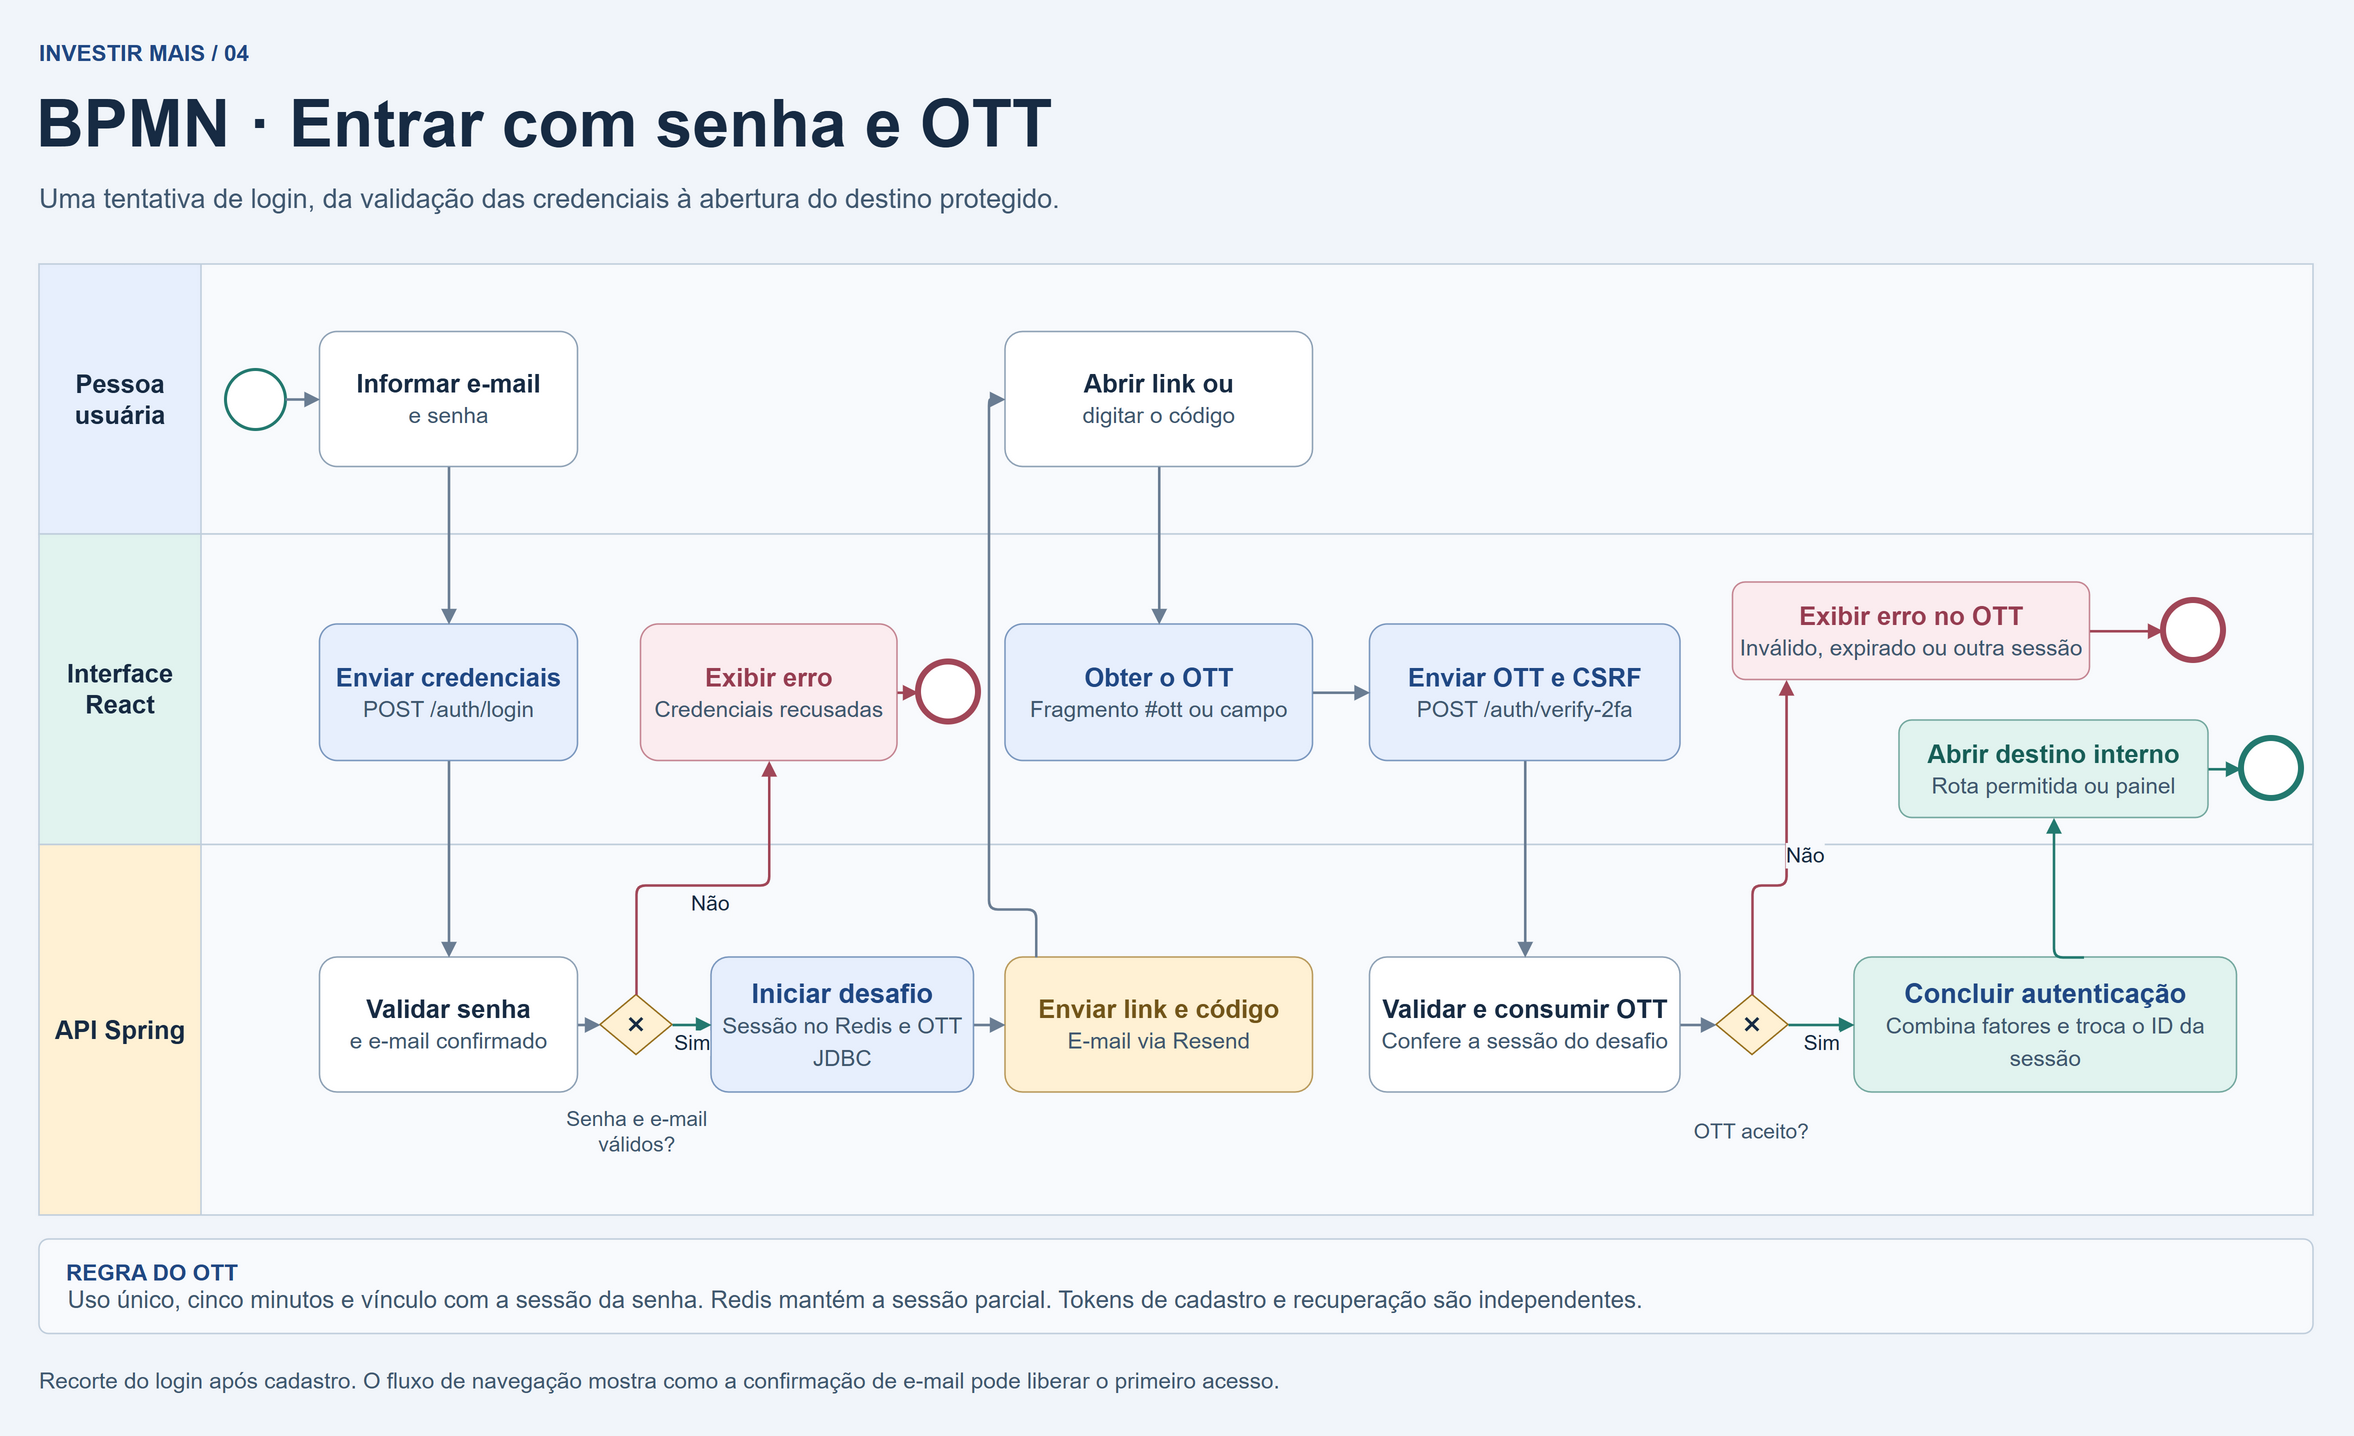 INVESTIR MAIS / 04
BPMN · Entrar com senha e OTT
Uma tentativa de login, da validação das credenciais à abertura do destino protegido.
Pessoa
usuária
Informar e-mail
e senha
Abrir link ou
digitar o código
Interface
React
Enviar credenciais
POST /auth/login
Exibir erro
Credenciais recusadas
Obter o OTT
Fragmento #ott ou campo
Enviar OTT e CSRF
POST /auth/verify-2fa
Exibir erro no OTT
Inválido, expirado ou outra sessão
Abrir destino interno
Rota permitida ou painel
API Spring
Validar senha
e e-mail confirmado
Senha e e-mail
válidos?
Não
Sim
Iniciar desafio
Sessão no Redis e OTT
JDBC
Enviar link e código
E-mail via Resend
Validar e consumir OTT
Confere a sessão do desafio
OTT aceito?
Não
Sim
Concluir autenticação
Combina fatores e troca o ID da
sessão
REGRA DO OTT
Uso único, cinco minutos e vínculo com a sessão da senha. Redis mantém a sessão parcial. Tokens de cadastro e recuperação são independentes.
Recorte do login após cadastro. O fluxo de navegação mostra como a confirmação de e-mail pode liberar o primeiro acesso.